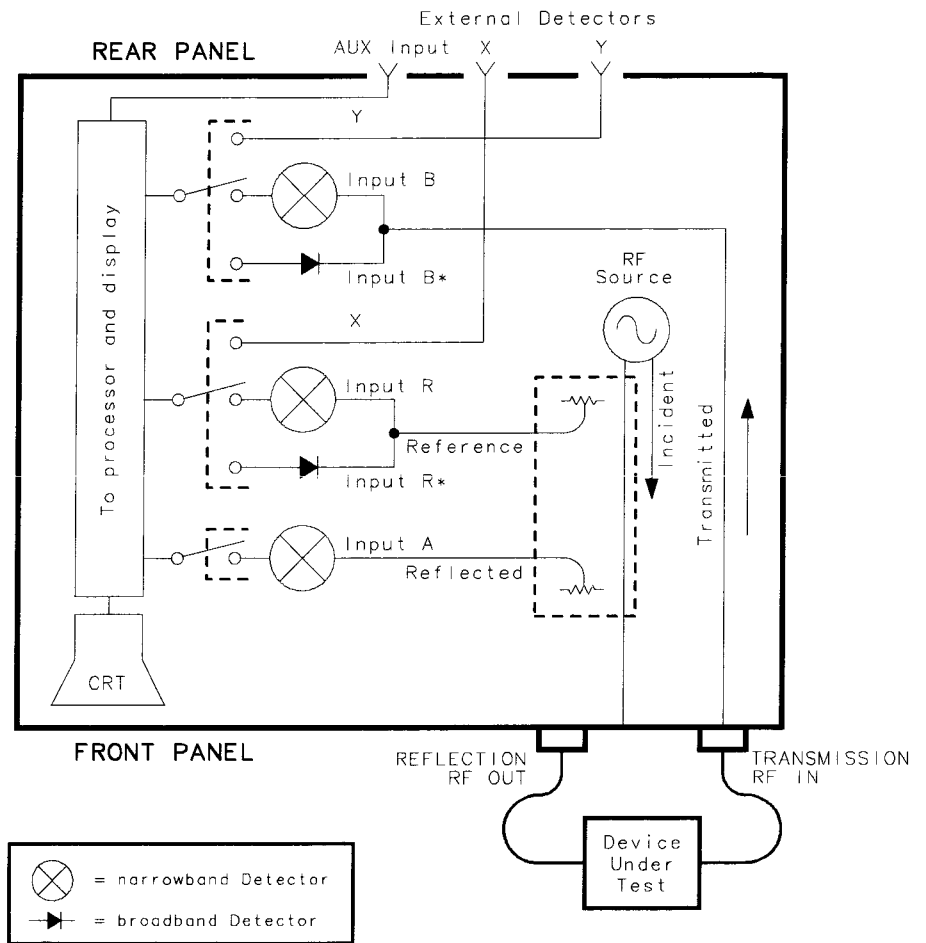 External Detectors
REAR PANEL
AUX Input
X
Y
Y
Input B
Input B*
X
Input R
Reference
Input R*
Input A
Reflected
To processor and display
CRT
RF
Source
Incident
Transmitted
FRONT PANEL
REFLECTION
RF OUT
TRANSMISSION
RF IN
Device
Under
Test
= narrowband Detector
= broadband Detector